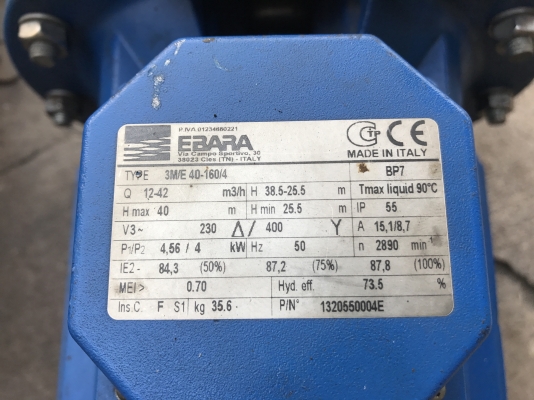 P.IVA 01234660221
EBARA
Via Campo Sportivo, 30
38023 Cles (TN) - ITALY
C TP CE
MADE IN ITALY
TYPE 3M/E 40-160/4 BP7
Q 12-42 m3/h H 38.5-25.5 m Tmax liquid 90°C
H max 40 m H min 25.5 m IP 55
V3~ 230 Δ/ 400 Y A 15,1/8,7
P1/P2 4,56 / 4 kW Hz 50 n 2890 min⁻¹
IE2- 84,3 (50%) 87,2 (75%) 87,8 (100%)
MEI> 0.70 Hyd. eff 73.5 %
Ins.C. F S1 kg 35.6 P/N° 1320550004E